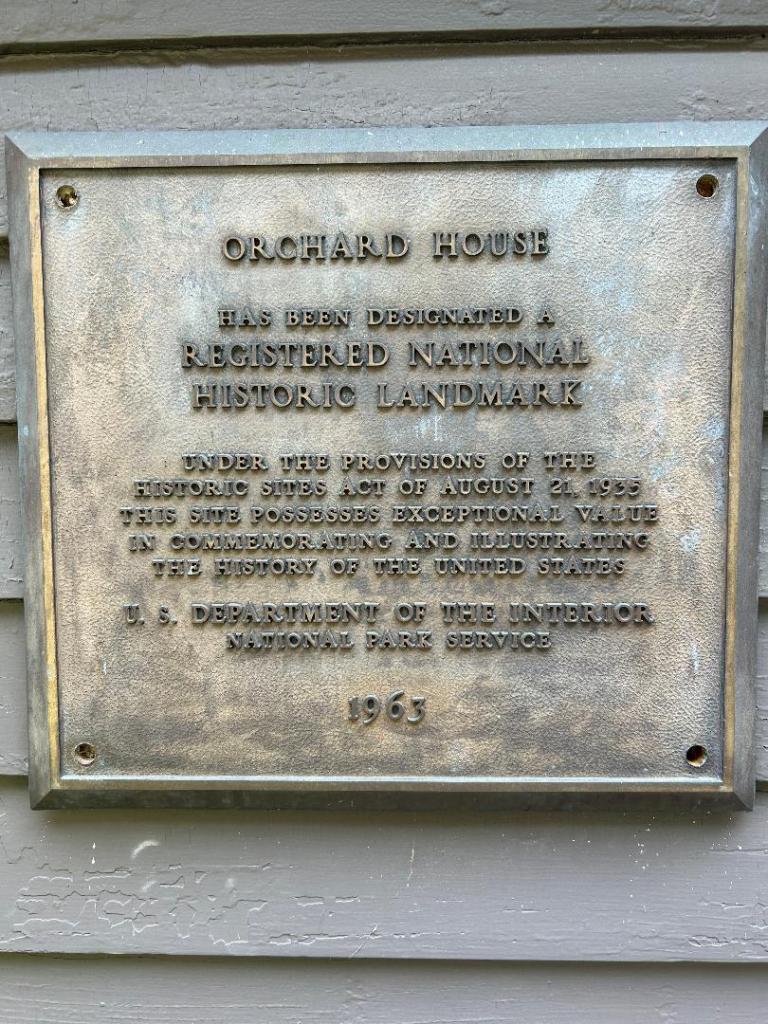 ORCHARD HOUSE
HAS BEEN DESIGNATED A
REGISTERED NATIONAL
HISTORIC LANDMARK
UNDER THE PROVISIONS OF THE
HISTORIC SITES ACT OF AUGUST 21, 1935
THIS SITE POSSESSES EXCEPTIONAL VALUE
IN COMMEMORATING AND ILLUSTRATING
THE HISTORY OF THE UNITED STATES
U. S. DEPARTMENT OF THE INTERIOR
NATIONAL PARK SERVICE
1963